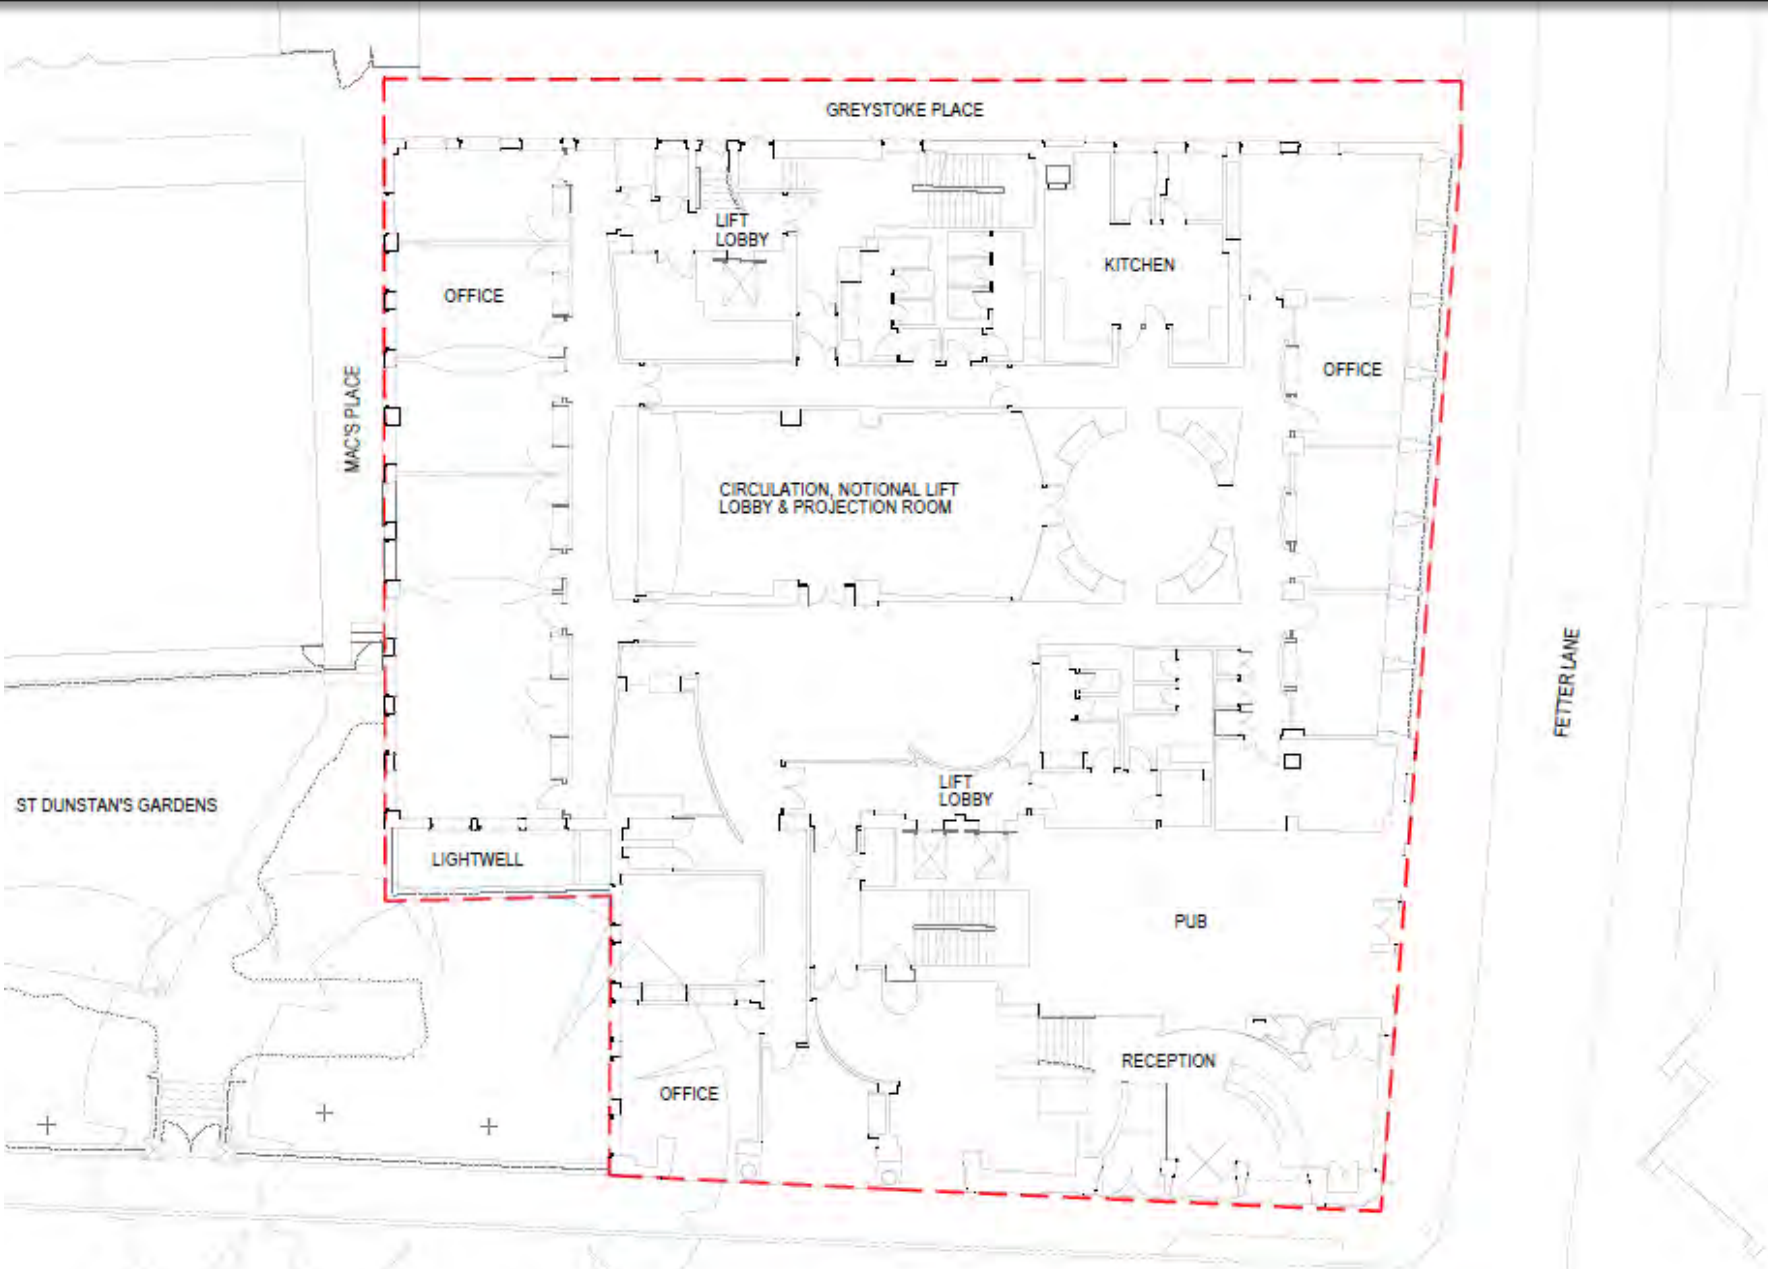 GREYSTOKE PLACE
LIFT
LOBBY
KITCHEN
OFFICE
OFFICE
MAC'S PLACE
CIRCULATION, NOTIONAL LIFT
LOBBY & PROJECTION ROOM
FETTER LANE
LIFT
LOBBY
ST DUNSTAN'S GARDENS
LIGHTWELL
PUB
RECEPTION
OFFICE